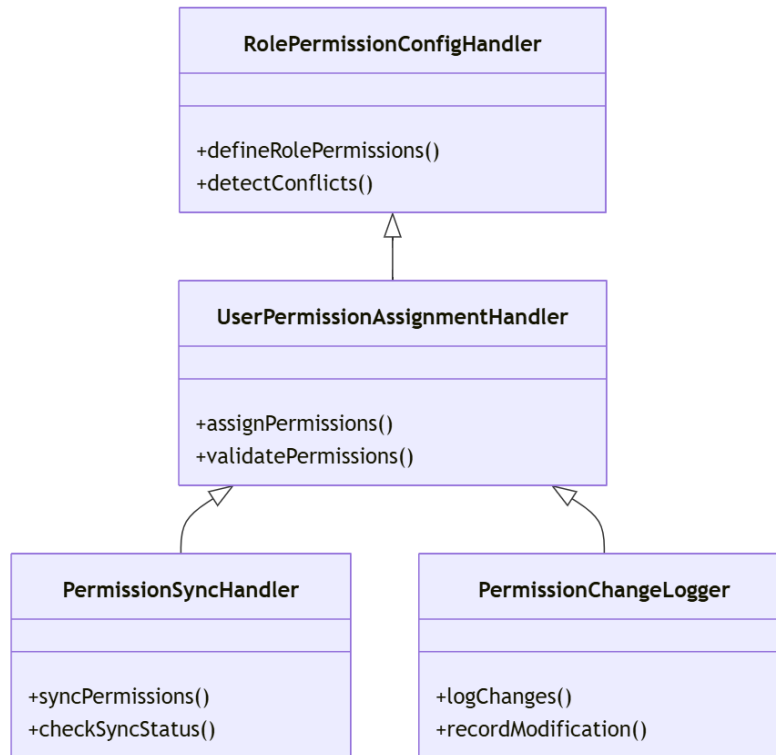 RolePermissionConfigHandler
+defineRolePermissions()
+detectConflicts()
UserPermissionAssignmentHandler
+assignPermissions()
+validatePermissions()
PermissionSyncHandler
+syncPermissions()
+checkSyncStatus()
PermissionChangeLogger
+logChanges()
+recordModification()